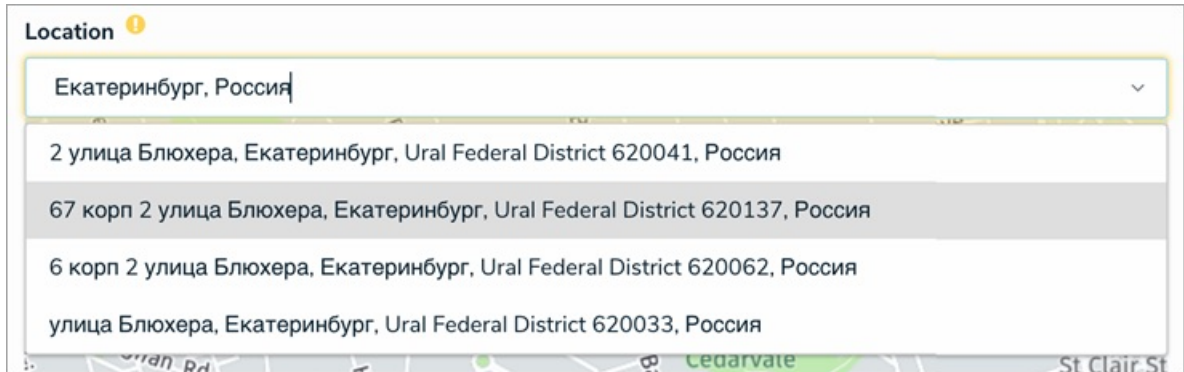 Location
Екатеринбург, Россия
2 улица Блюхера, Екатеринбург, Ural Federal District 620041, Россия
67 корп 2 улица Блюхера, Екатеринбург, Ural Federal District 620137, Россия
6 корп 2 улица Блюхера, Екатеринбург, Ural Federal District 620062, Россия
улица Блюхера, Екатеринбург, Ural Federal District 620033, Россия
Rd
Cedarvale
St Clair St